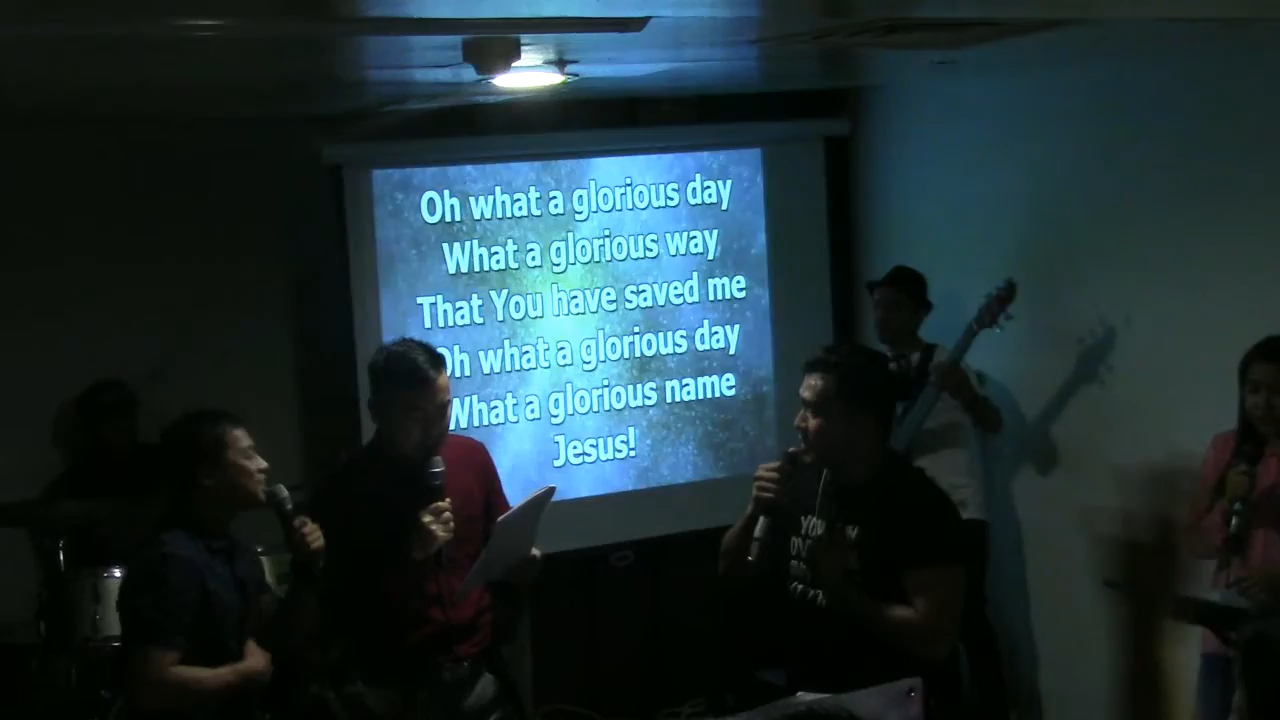 Oh what a glorious day
What a glorious way
That You have saved me
Oh what a glorious day
What a glorious name
Jesus!